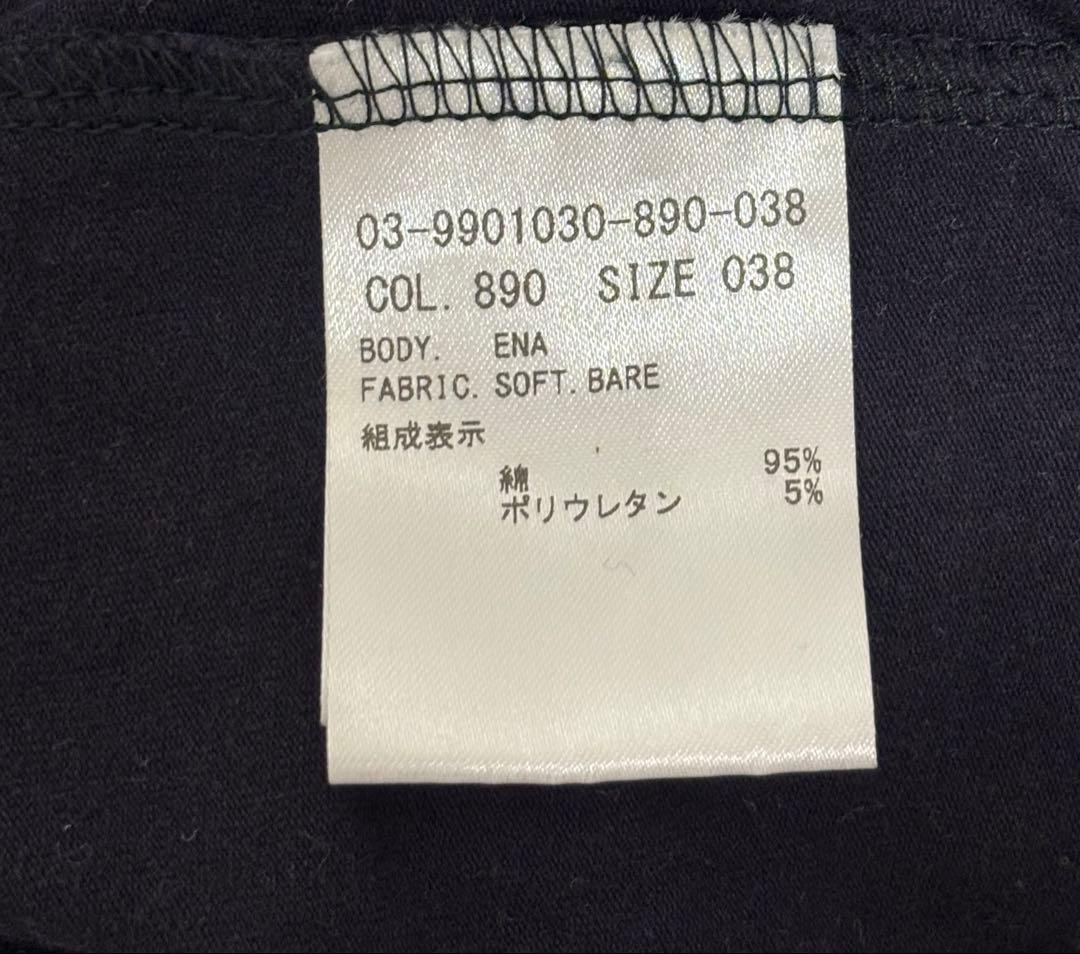 03-9901030-890-038
COL. 890 SIZE 038
BODY. ENA
FABRIC. SOFT. BARE
組成表示
綿 95%
ポリウレタン 5%